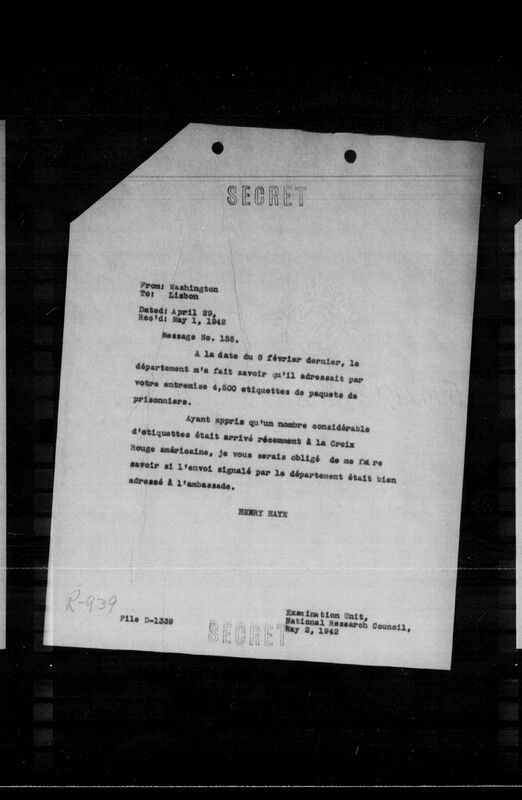 SECRET
From: Washington
To: Lisbon
Dated: April 29,
Rec'd: May 1, 1942
Message No. 155.
A la date du 8 février dernier, le
département m'a fait savoir qu'il adressait par
votre entremise 4,500 etiquettes de paquets de
prisonniers.
Ayant appris qu'un nombre considérable
d'etiquettes était arrivé récemment à la Croix
Rouge américaine, je vous serais obligé de me faire
savoir si l'envoi signalé par le département était bien
adressé à l'ambassade.
HENRY HAYE
R-939
File D-1339
SECRET
Examination Unit,
National Research Council,
May 2, 1942